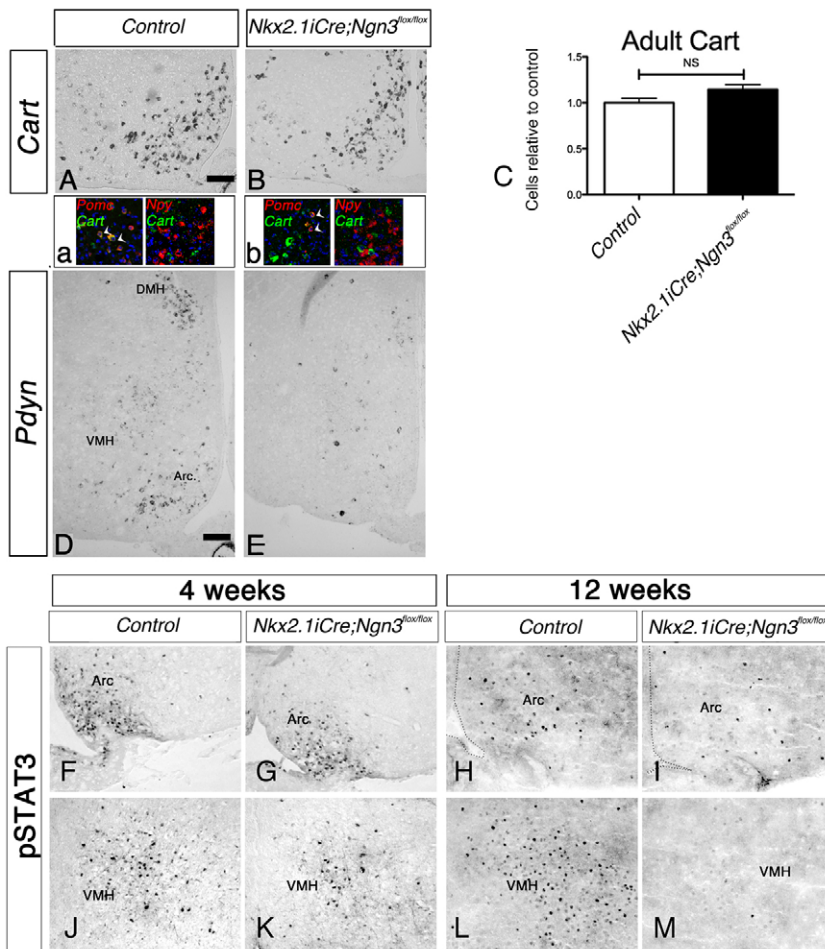 Control
Nkx2.1iCre;Ngn3flox/flox
Cart
A
B
Adult Cart
NS
1.5
1.0
0.5
0.0
Cells relative to control
Control
Nkx2.1iCre;Ngn3flox/flox
C
Pomc
Cart
Npy
Cart
a
Pomc
Cart
Npy
Cart
b
Pdyn
DMH
VMH
Arc.
D
E
4 weeks
12 weeks
Control
Nkx2.1iCre;Ngn3flox/flox
Control
Nkx2.1iCre;Ngn3flox/flox
pSTAT3
Arc
F
Arc
G
Arc
H
Arc
I
VMH
J
VMH
K
VMH
L
VMH
M